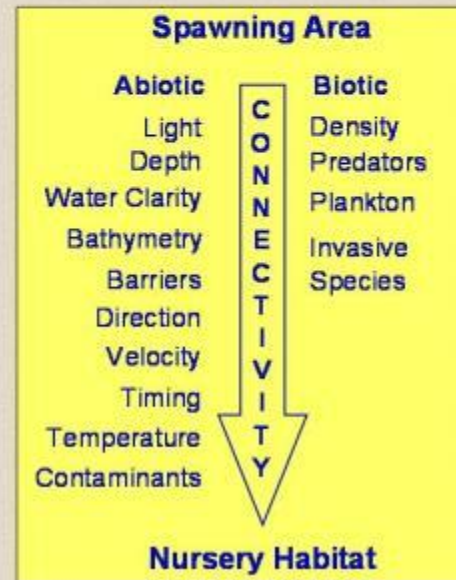 Spawning Area
Abiotic
Light
Depth
Water Clarity
Bathymetry
Barriers
Direction
Velocity
Timing
Temperature
Contaminants
CONNECTIVITY
Biotic
Density
Predators
Plankton
Invasive
Species
Nursery Habitat